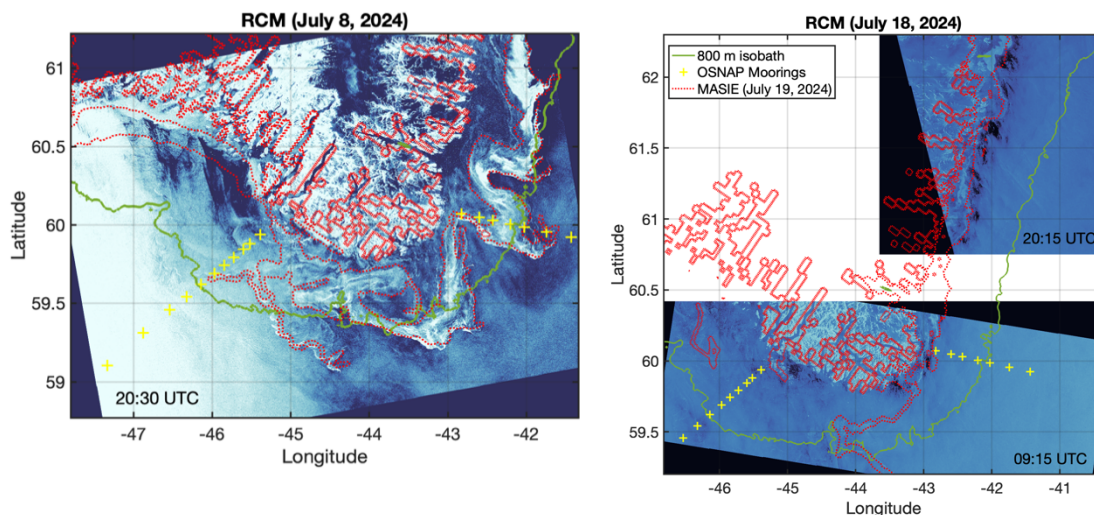 RCM (July 8, 2024)
61
60.5
60
59.5
59
Latitude
20:30 UTC
-47 -46 -45 -44 -43 -42
Longitude
RCM (July 18, 2024)
800 m isobath
OSNAP Moorings
MASIE (July 19, 2024)
62
61.5
61
60.5
60
59.5
Latitude
20:15 UTC
09:15 UTC
-46 -45 -44 -43 -42 -41
Longitude